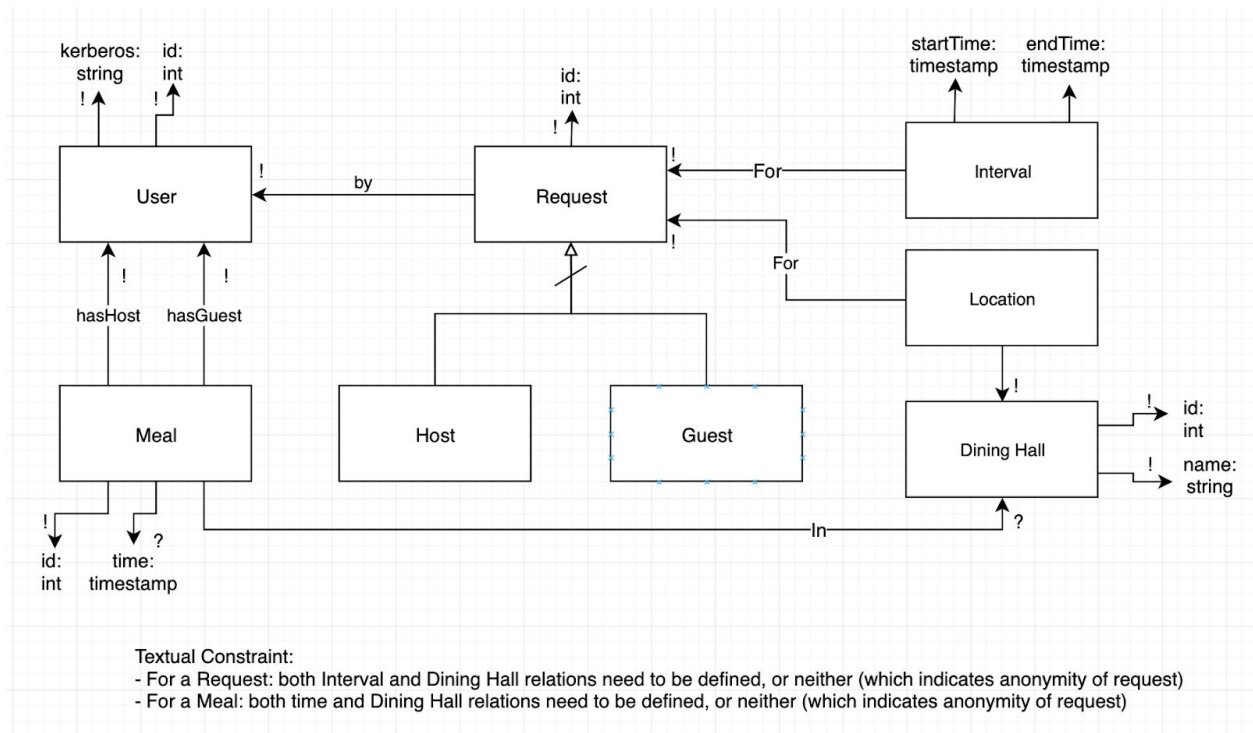 kerberos:
string
id:
int
!
!
User
!
by
id:
int
!
Request
!
For
!
For
startTime:
timestamp
endTime:
timestamp
Interval
Location
!
!
!
hasHost
hasGuest
Meal
Host
Guest
Dining Hall
!
id:
int
!
name:
string
!
id:
int
?
time:
timestamp
In
?
Textual Constraint:
- For a Request: both Interval and Dining Hall relations need to be defined, or neither (which indicates anonymity of request)
- For a Meal: both time and Dining Hall relations need to be defined, or neither (which indicates anonymity of request)